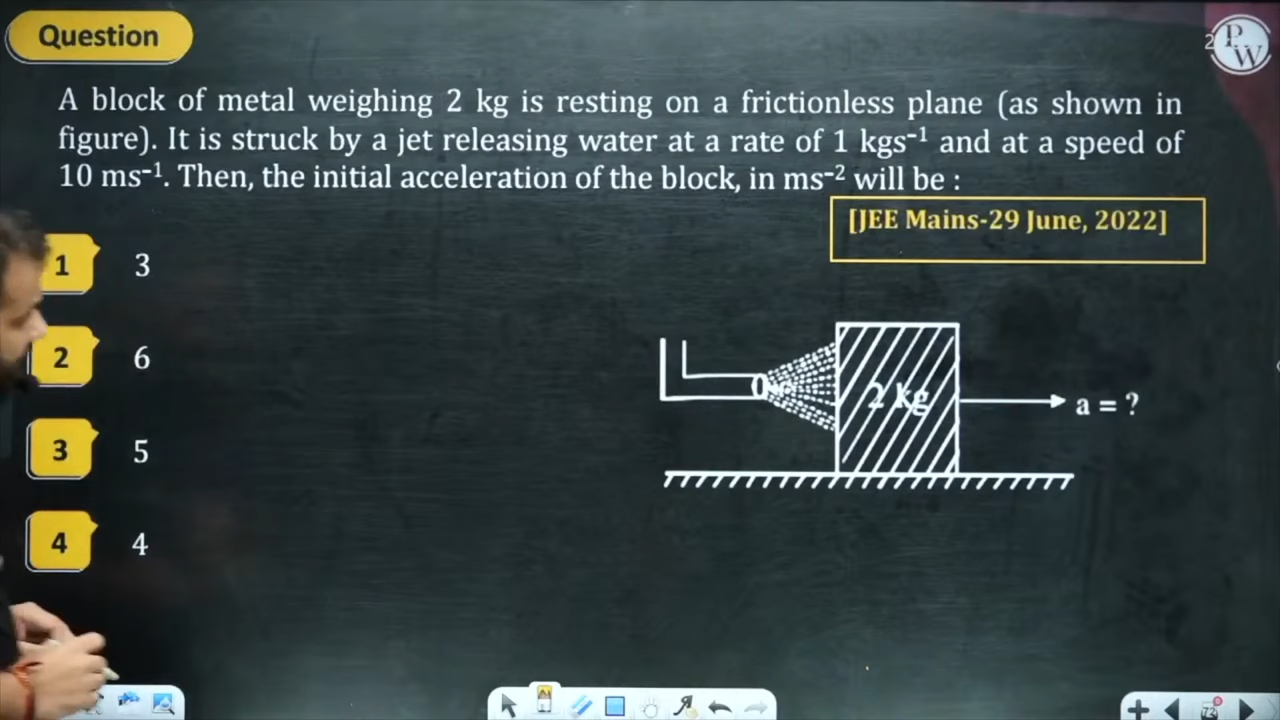 Question
2
PW
A block of metal weighing 2 kg is resting on a frictionless plane (as shown in
figure). It is struck by a jet releasing water at a rate of 1 kgs⁻¹ and at a speed of
10 ms⁻¹. Then, the initial acceleration of the block, in ms⁻² will be :
[JEE Mains-29 June, 2022]
1 3
2 6
3 5
4 4
2 kg
a = ?
72